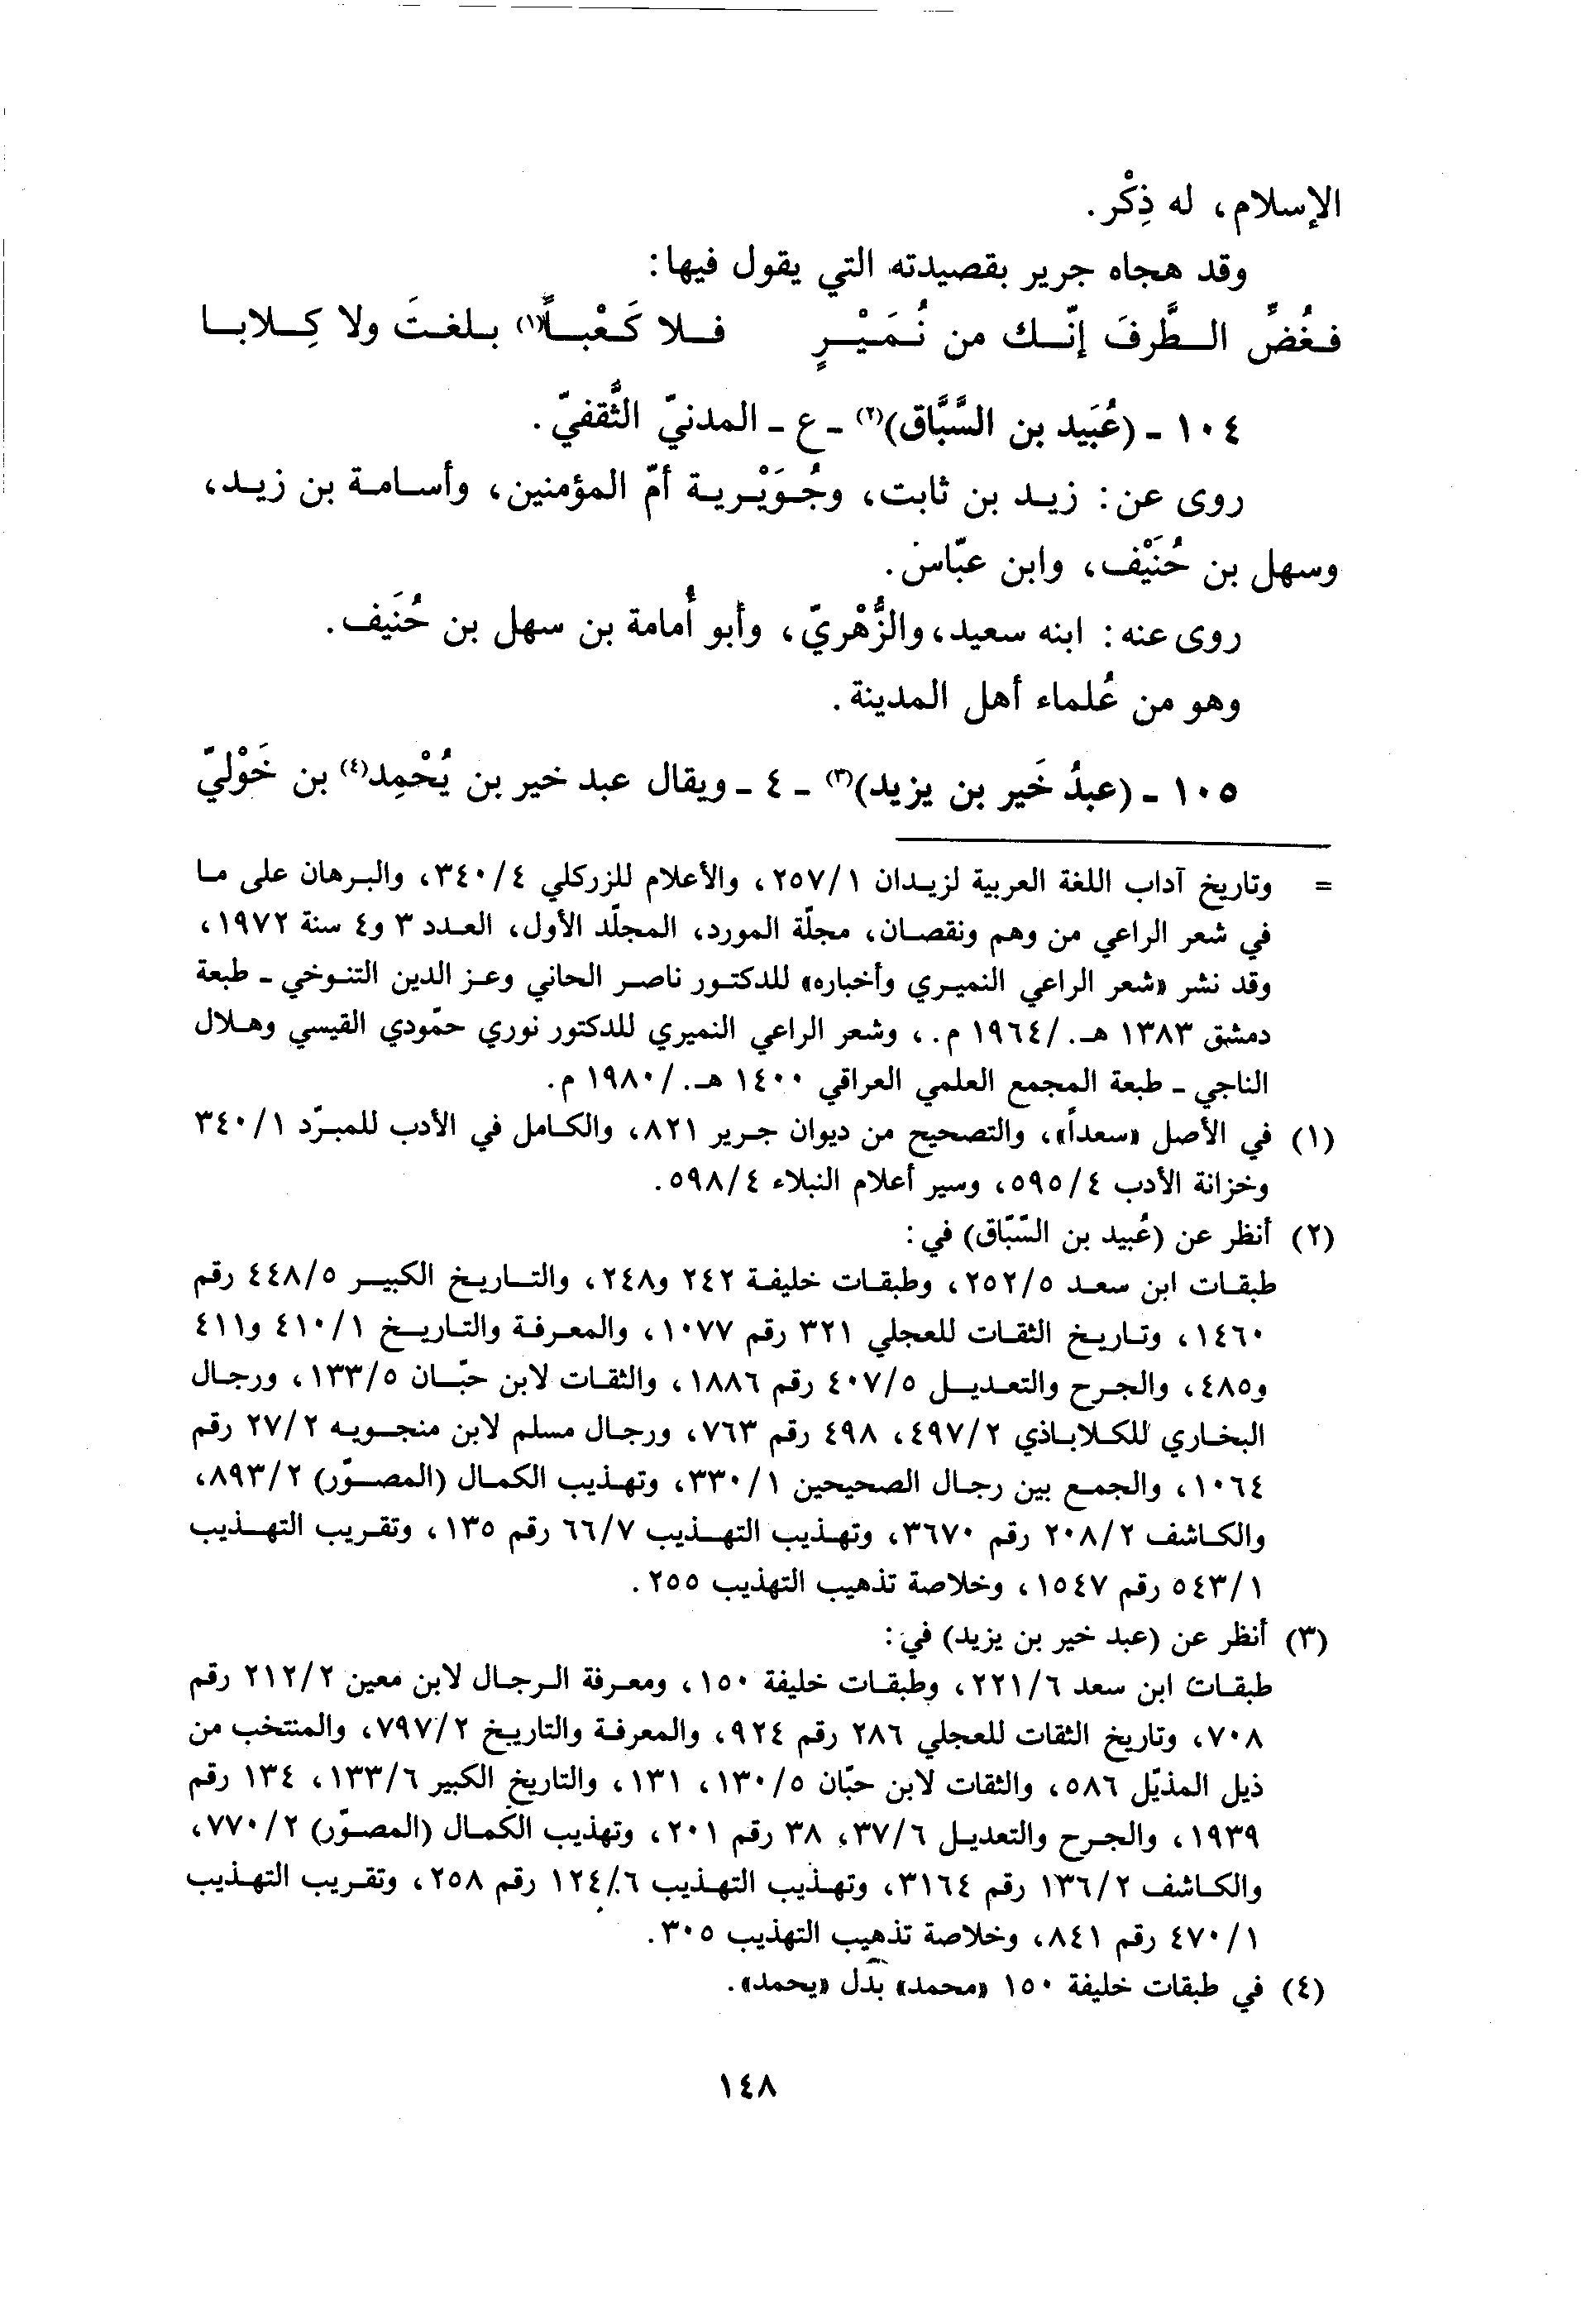 الإسلام، له ذِكْر.
وقد هجاه جرير بقصيدته التي يقول فيها:
فغُضِّ الطَّرفَ إنّك من نُمَيْرٍ فلا كَعْباً(١) بلغتَ ولا كِلابا
١٠٤ ـ (عُبَيد بن السَّبَّاق)(٢) ـ ع ـ المدنيّ الثَّقفيّ.
روى عن: زيد بن ثابت، وجُوَيْرية أمّ المؤمنين، وأسامة بن زيد،
وسهل بن حُنَيْف، وابن عبّاس.
روى عنه: ابنه سعيد، والزُّهْريّ، وأبو أُمامة بن سهل بن حُنَيف.
وهو من عُلماء أهل المدينة.
١٠٥ ـ (عبدُ خَير بن يزيد)(٣) ـ ٤ ـ ويقال عبد خير بن يُحْمِد(٤) بن خَوْليّ
= وتاريخ آداب اللغة العربية لزيدان ٢٥٧/١، والأعلام للزركلي ٣٤٠/٤، والبرهان على ما
في شعر الراعي من وهم ونقصان، مجلّة المورد، المجلّد الأول، العدد ٣ و٤ سنة ١٩٧٢،
وقد نشر «شعر الراعي النميري وأخباره» للدكتور ناصر الحاني وعز الدين التنوخي ـ طبعة
دمشق ١٣٨٣ هـ./١٩٦٤ م.، وشعر الراعي النميري للدكتور نوري حمّودي القيسي وهلال
الناجي ـ طبعة المجمع العلمي العراقي ١٤٠٠ هـ./١٩٨٠ م.
(١) في الأصل «سعداً»، والتصحيح من ديوان جرير ٨٢١، والكامل في الأدب للمبرّد ٣٤٠/١
وخزانة الأدب ٥٩٥/٤، وسير أعلام النبلاء ٥٩٨/٤.
(٢) أنظر عن (عُبيد بن السّبّاق) في:
طبقات ابن سعد ٢٥٢/٥، وطبقات خليفة ٢٤٢ و٢٤٨، والتاريخ الكبير ٤٤٨/٥ رقم
١٤٦٠، وتاريخ الثقات للعجلي ٣٢١ رقم ١٠٧٧، والمعرفة والتاريخ ٤١٠/١ و٤١١
و٤٨٥، والجرح والتعديل ٤٠٧/٥ رقم ١٨٨٦، والثقات لابن حبّان ١٣٣/٥، ورجال
البخاري للكلاباذي ٤٩٧/٢، ٤٩٨ رقم ٧٦٣، ورجال مسلم لابن منجويه ٢٧/٢ رقم
١٠٦٤، والجمع بين رجال الصحيحين ٣٣٠/١، وتهذيب الكمال (المصوّر) ٨٩٣/٢،
والكاشف ٢٠٨/٢ رقم ٣٦٧٠، وتهذيب التهذيب ٦٦/٧ رقم ١٣٥، وتقريب التهذيب
٥٤٣/١ رقم ١٥٤٧، وخلاصة تذهيب التهذيب ٢٥٥.
(٣) أنظر عن (عبد خير بن يزيد) في:
طبقات ابن سعد ٢٢١/٦، وطبقات خليفة ١٥٠، ومعرفة الرجال لابن معين ٢١٢/٢ رقم
٧٠٨، وتاريخ الثقات للعجلي ٢٨٦ رقم ٩٢٤، والمعرفة والتاريخ ٧٩٧/٢، والمنتخب من
ذيل المذيّل ٥٨٦، والثقات لابن حبّان ١٣٠/٥، ١٣١، والتاريخ الكبير ١٣٣/٦، ١٣٤ رقم
١٩٣٩، والجرح والتعديل ٣٧/٦، ٣٨ رقم ٢٠١، وتهذيب الكمال (المصوّر) ٧٧٠/٢،
والكاشف ١٣٦/٢ رقم ٣١٦٤، وتهذيب التهذيب ١٢٤/٦ رقم ٢٥٨، وتقريب التهذيب
٤٧٠/١ رقم ٨٤١، وخلاصة تذهيب التهذيب ٣٠٥.
(٤) في طبقات خليفة ١٥٠ «محمد» بدل «يحمد».
١٤٨